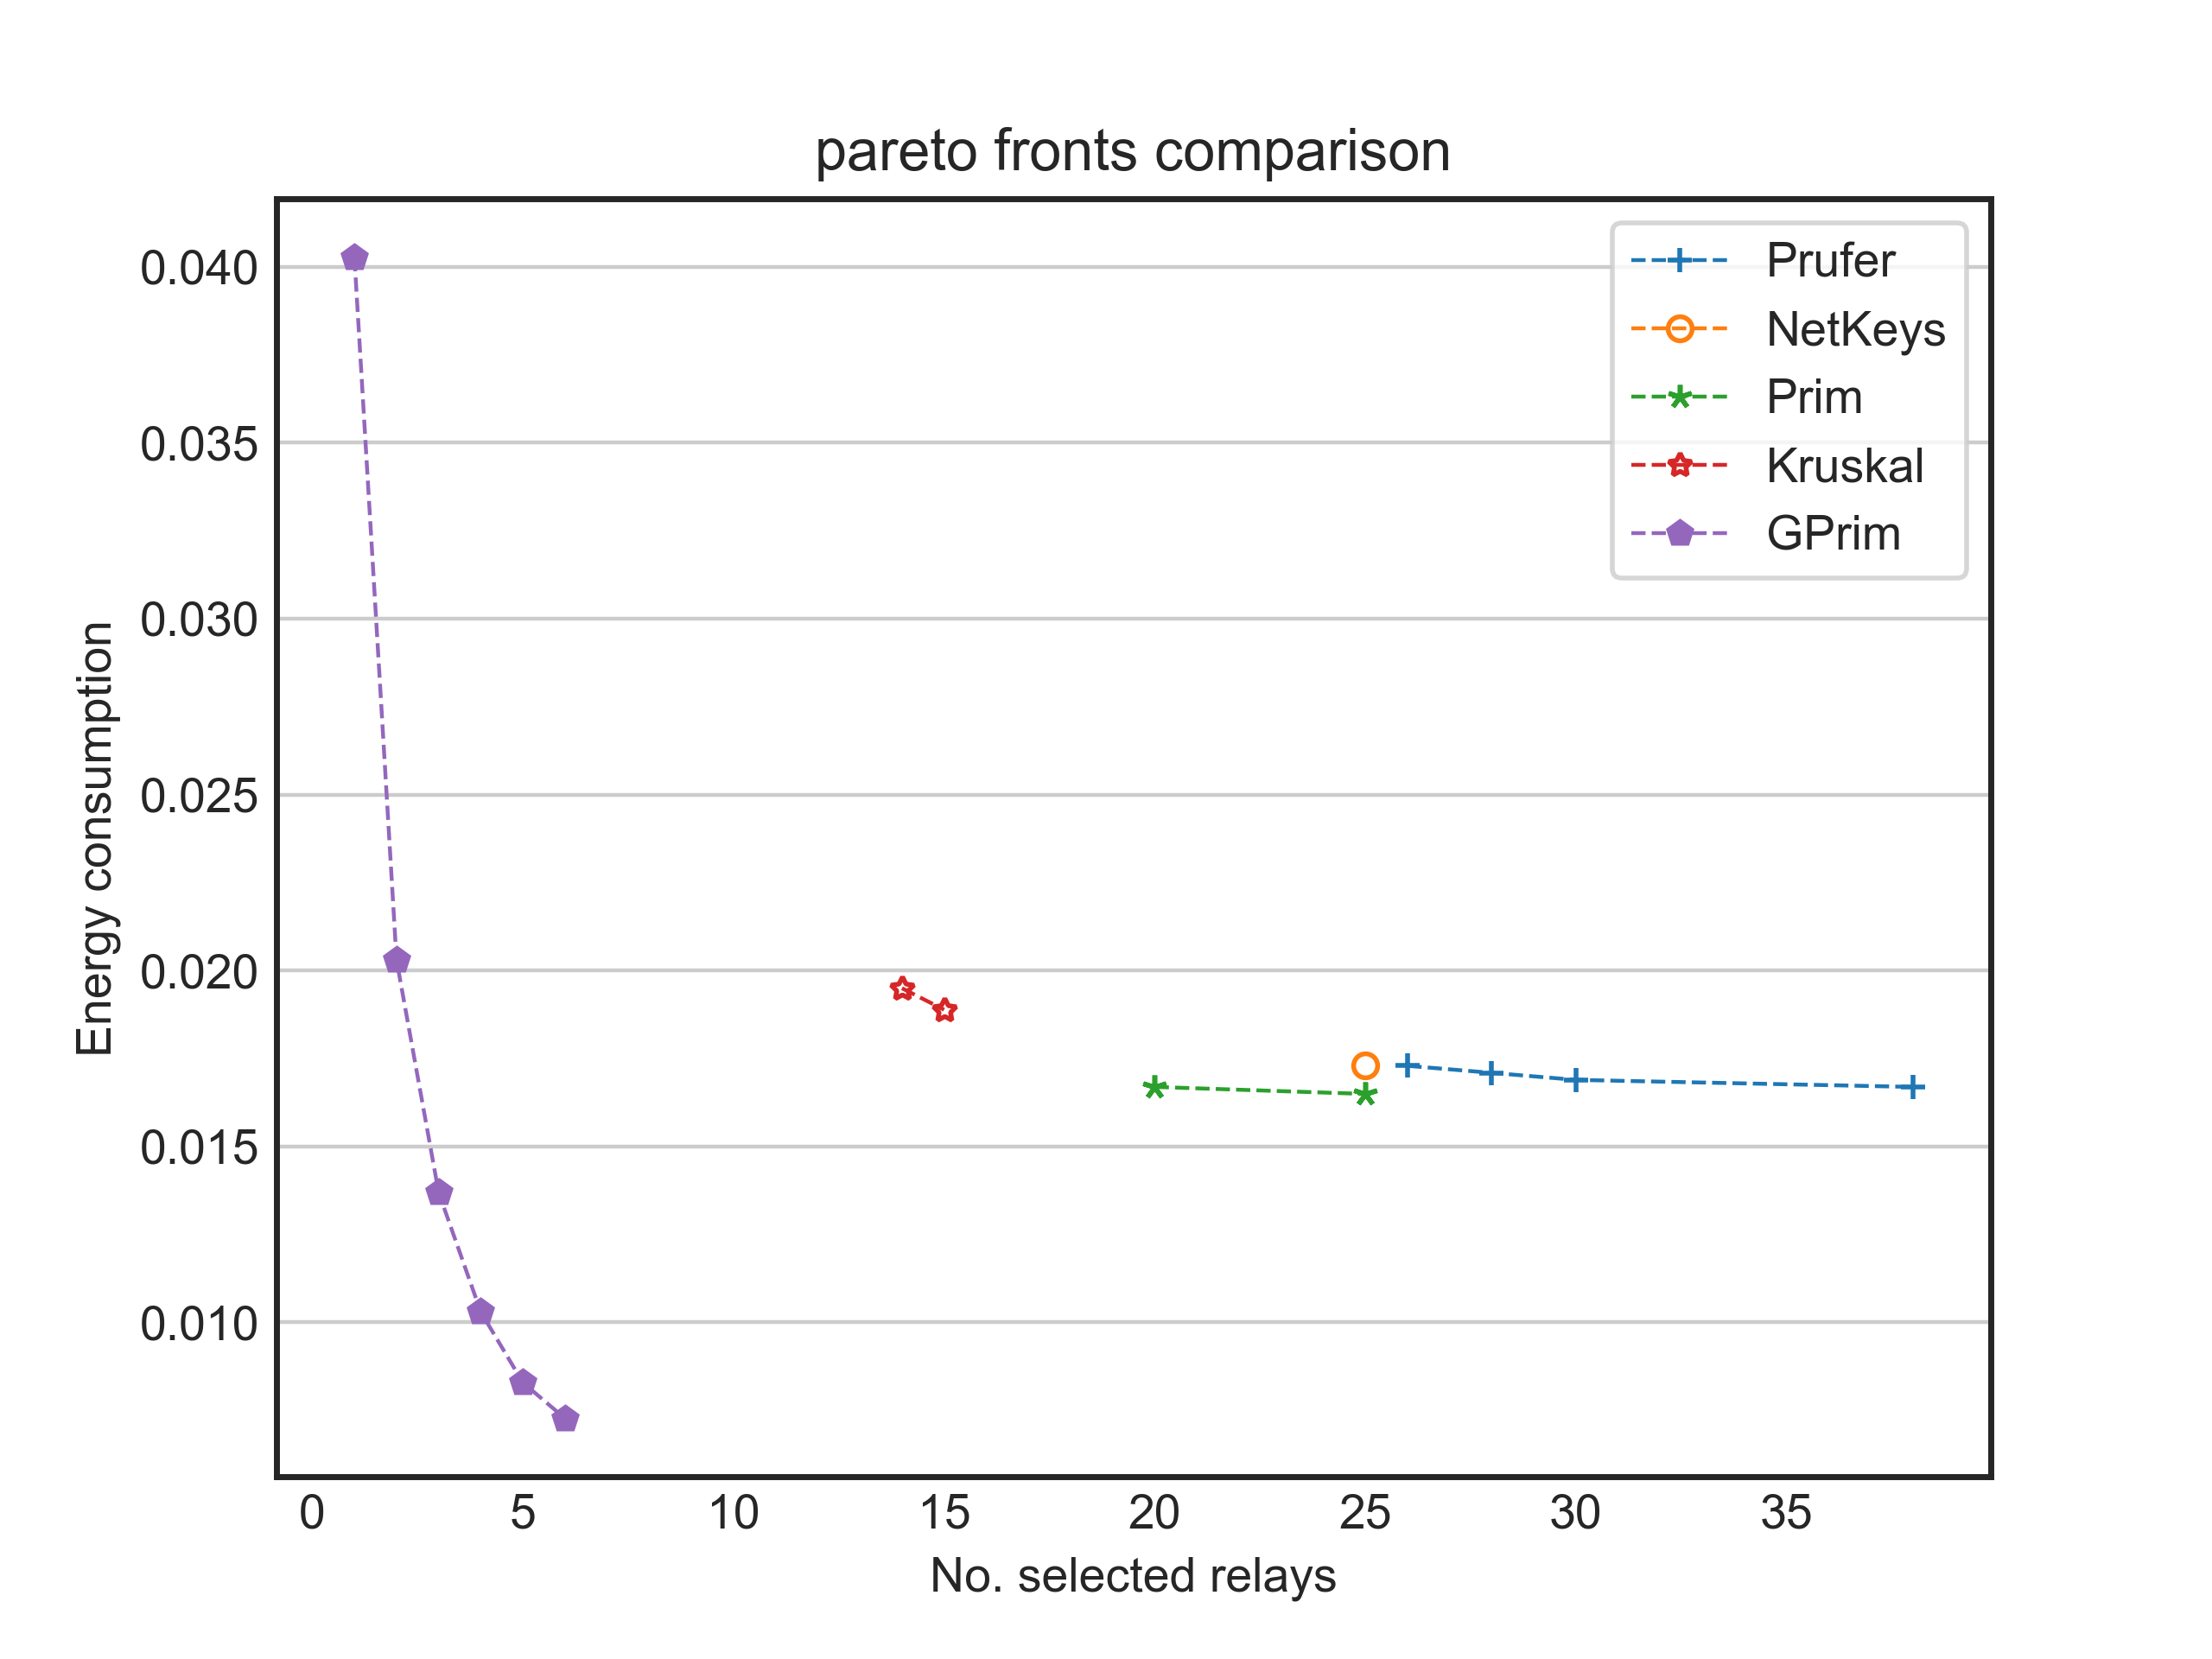 pareto fronts comparison
0.040
0.035
0.030
0.025
0.020
0.015
0.010
Energy consumption
Prufer
NetKeys
Prim
Kruskal
GPrim
0 5 10 15 20 25 30 35
No. selected relays